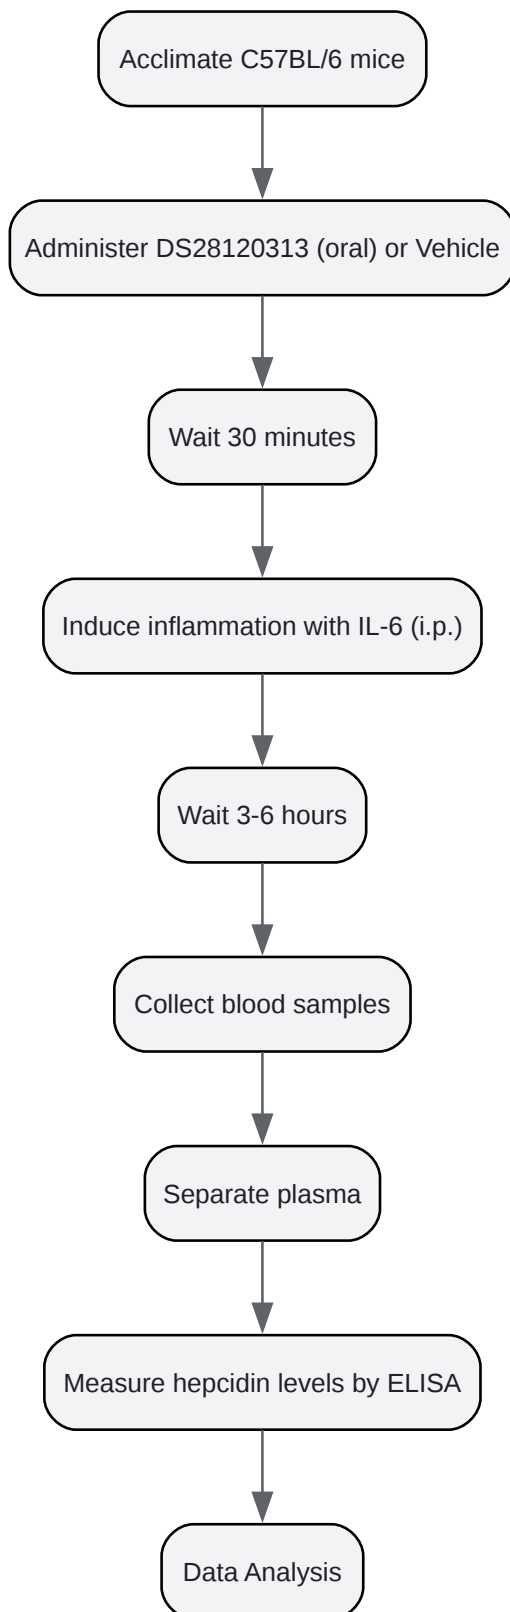 Acclimate C57BL/6 mice
Administer DS28120313 (oral) or Vehicle
Wait 30 minutes
Induce inflammation with IL-6 (i.p.)
Wait 3-6 hours
Collect blood samples
Separate plasma
Measure hepcidin levels by ELISA
Data Analysis